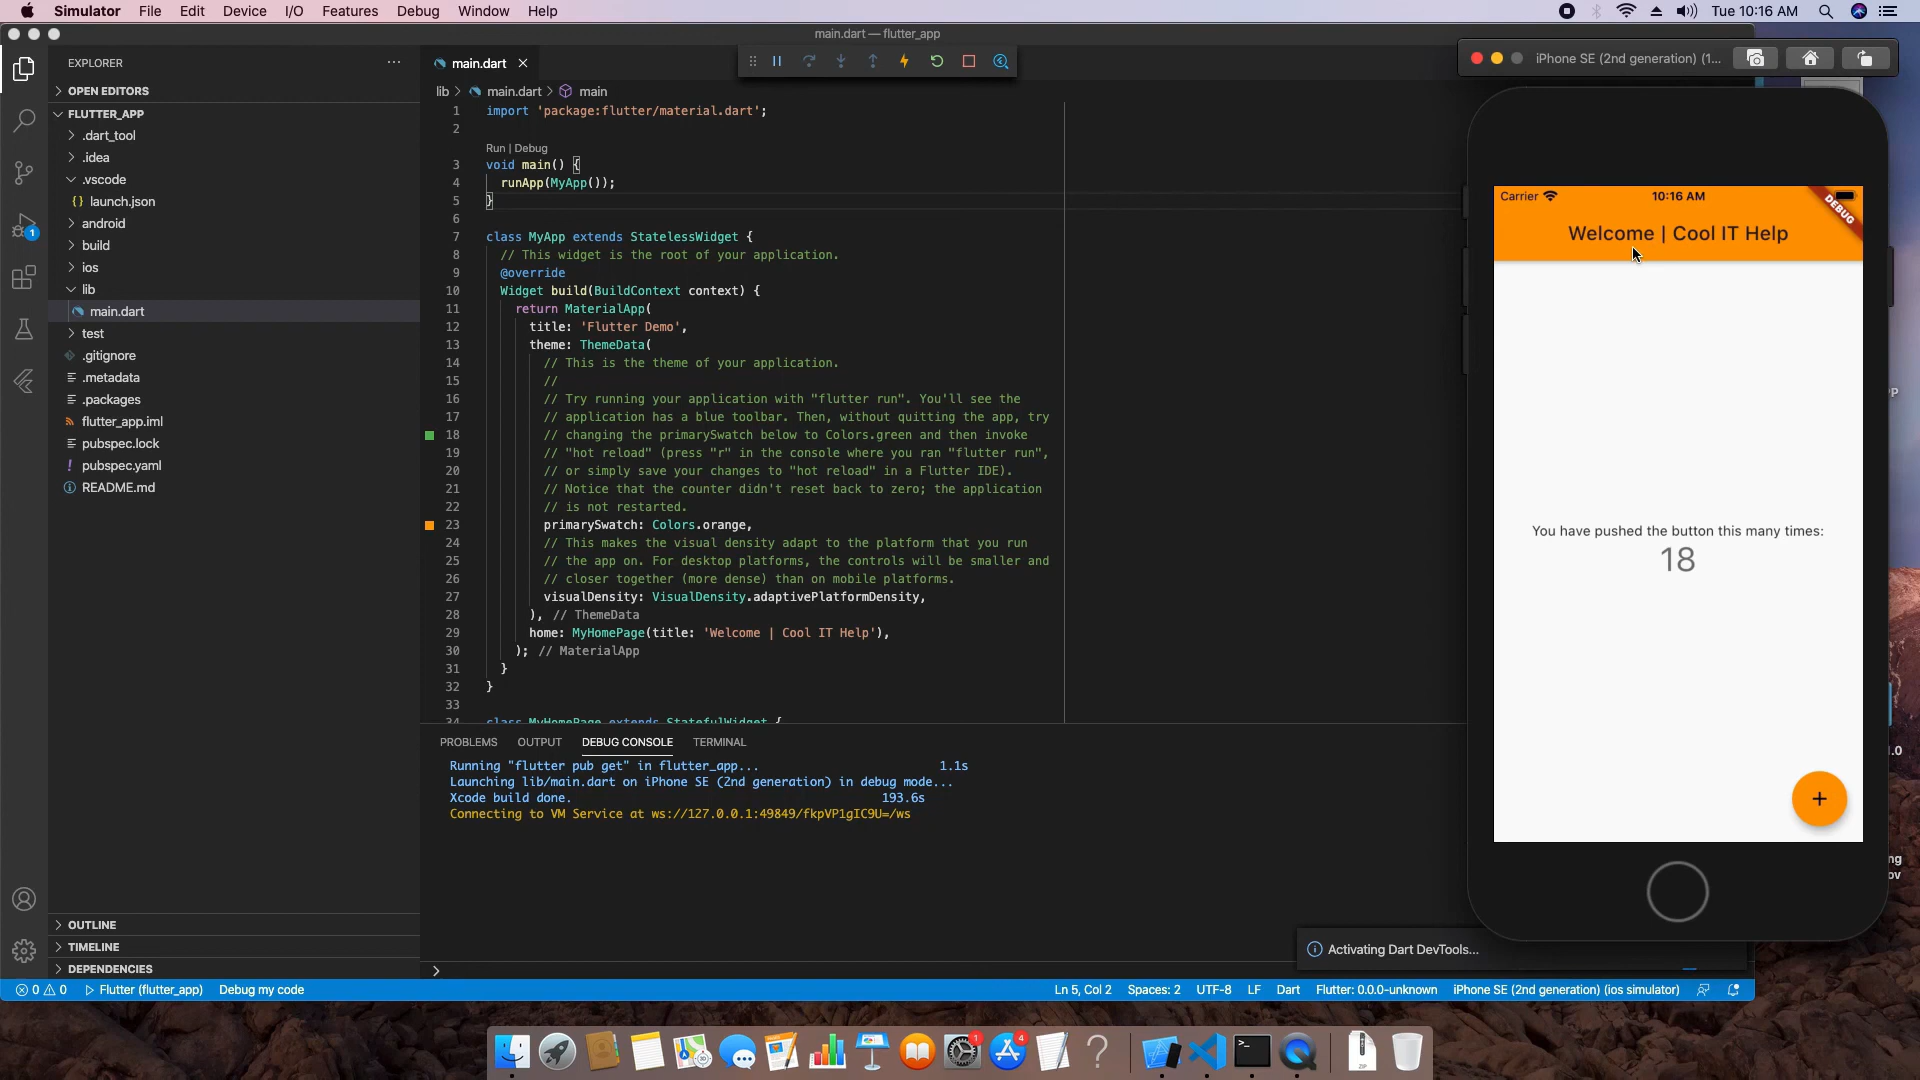 Simulator File Edit Device I/O Features Debug Window Help
Tue 10:16 AM
main.dart — flutter_app
EXPLORER
OPEN EDITORS
FLUTTER_APP
.dart_tool
.idea
.vscode
{} launch.json
android
build
ios
lib
main.dart
test
.gitignore
.metadata
.packages
flutter_app.iml
pubspec.lock
! pubspec.yaml
README.md
OUTLINE
TIMELINE
DEPENDENCIES
1
main.dart
lib > main.dart > main
1 import 'package:flutter/material.dart';
2
Run | Debug
3 void main() {
4 runApp(MyApp());
5 }
6
7 class MyApp extends StatelessWidget {
8 // This widget is the root of your application.
9 @override
10 Widget build(BuildContext context) {
11 return MaterialApp(
12 title: 'Flutter Demo',
13 theme: ThemeData(
14 // This is the theme of your application.
15 //
16 // Try running your application with "flutter run". You'll see the
17 // application has a blue toolbar. Then, without quitting the app, try
18 // changing the primarySwatch below to Colors.green and then invoke
19 // "hot reload" (press "r" in the console where you ran "flutter run",
20 // or simply save your changes to "hot reload" in a Flutter IDE).
21 // Notice that the counter didn't reset back to zero; the application
22 // is not restarted.
23 primarySwatch: Colors.orange,
24 // This makes the visual density adapt to the platform that you run
25 // the app on. For desktop platforms, the controls will be smaller and
26 // closer together (more dense) than on mobile platforms.
27 visualDensity: VisualDensity.adaptivePlatformDensity,
28 ), // ThemeData
29 home: MyHomePage(title: 'Welcome | Cool IT Help'),
30 ); // MaterialApp
31 }
32 }
33
34 class MyHomePage extends StatefulWidget {
PROBLEMS OUTPUT DEBUG CONSOLE TERMINAL
Running "flutter pub get" in flutter_app... 1.1s
Launching lib/main.dart on iPhone SE (2nd generation) in debug mode...
Xcode build done. 193.6s
Connecting to VM Service at ws://127.0.0.1:49849/fkpVP1gIC9U=/ws
iPhone SE (2nd generation) (1...
Carrier 10:16 AM
DEBUG
Welcome | Cool IT Help
You have pushed the button this many times:
18
+
Activating Dart DevTools...
0 0 Flutter (flutter_app) Debug my code
Ln 5, Col 2 Spaces: 2 UTF-8 LF Dart Flutter: 0.0.0-unknown iPhone SE (2nd generation) (ios simulator)
1
4
ZIP